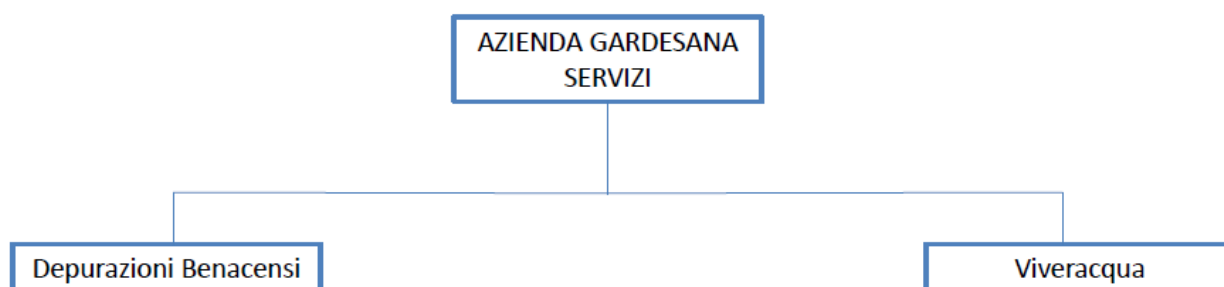 AZIENDA GARDESANA
SERVIZI
Depurazioni Benacensi
Viveracqua